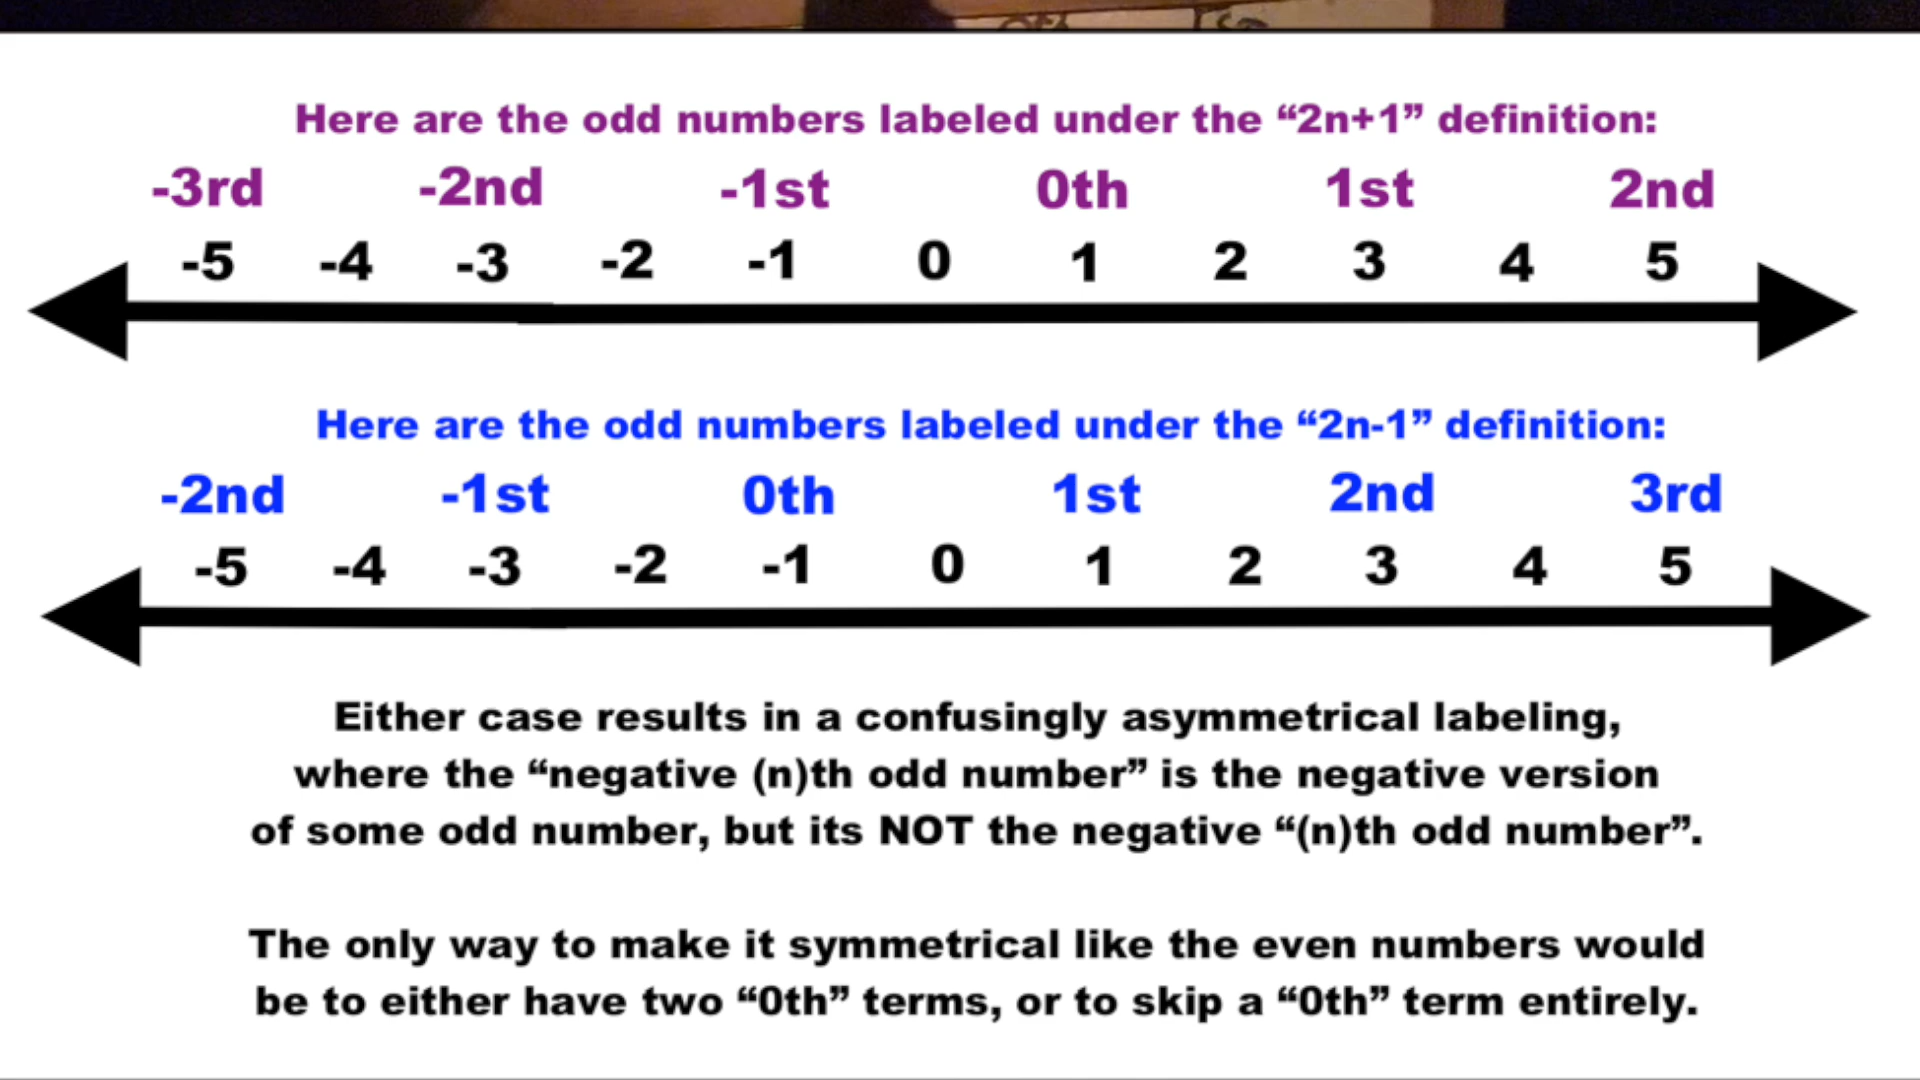 Here are the odd numbers labeled under the “2n+1” definition:
-3rd -2nd -1st 0th 1st 2nd
-5 -4 -3 -2 -1 0 1 2 3 4 5
Here are the odd numbers labeled under the “2n-1” definition:
-2nd -1st 0th 1st 2nd 3rd
-5 -4 -3 -2 -1 0 1 2 3 4 5
Either case results in a confusingly asymmetrical labeling,
where the “negative (n)th odd number” is the negative version
of some odd number, but its NOT the negative “(n)th odd number”.
The only way to make it symmetrical like the even numbers would
be to either have two “0th” terms, or to skip a “0th” term entirely.